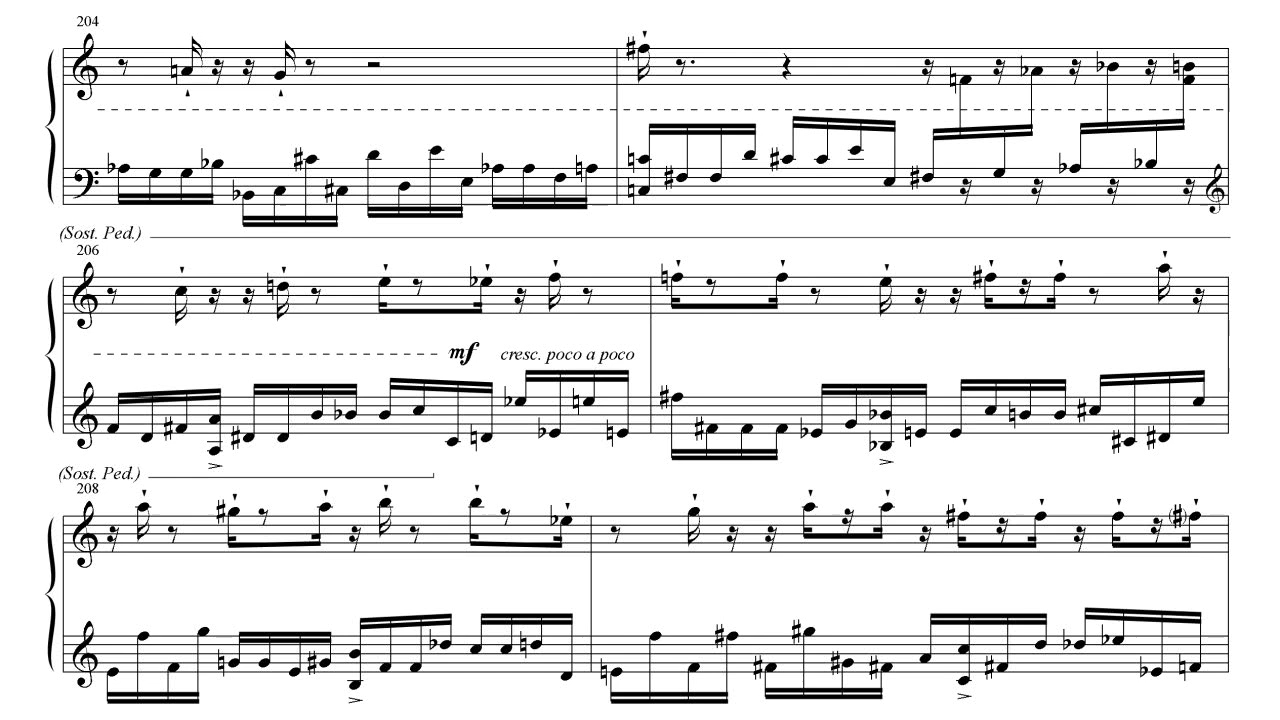 204
(Sost. Ped.)
206
mf cresc. poco a poco
(Sost. Ped.)
208